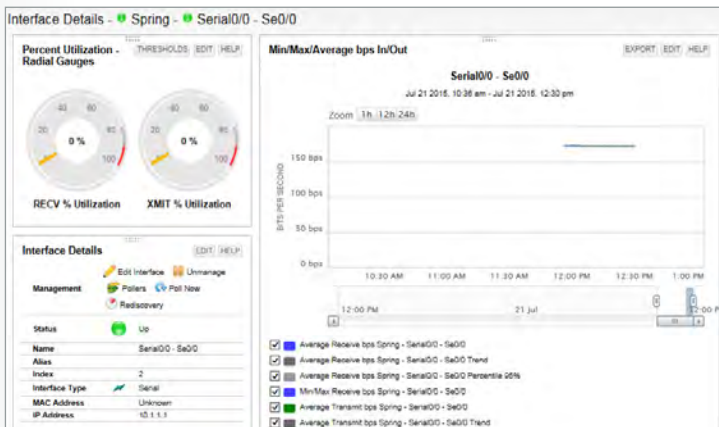 Interface Details - Spring - Serial0/0 - Se0/0
Percent Utilization - Radial Gauges
THRESHOLDS EDIT HELP
20 40 60 80 100
0 %
RECV % Utilization
20 40 60 80 100
0 %
XMIT % Utilization
Min/Max/Average bps In/Out
EXPORT EDIT HELP
Serial0/0 - Se0/0
Jul 21 2015, 10:36 am - Jul 21 2015, 12:30 pm
Zoom 1h 12h 24h
BITS PER SECOND
150 bps
100 bps
50 bps
0 bps
10:30 AM 11:00 AM 11:30 AM 12:00 PM 12:30 PM 1:00 PM
12:00 PM 21 Jul 12:00 P
Average Receive bps Spring - Serial0/0 - Se0/0
Average Receive bps Spring - Serial0/0 - Se0/0 Trend
Average Receive bps Spring - Serial0/0 - Se0/0 Percentile 95%
Min/Max Receive bps Spring - Serial0/0 - Se0/0
Average Transmit bps Spring - Serial0/0 - Se0/0
Average Transmit bps Spring - Serial0/0 - Se0/0 Trend
Interface Details
EDIT HELP
Management
Edit Interface Unmanage
Pollers Poll Now
Rediscovery
Status Up
Name Serial0/0 - Se0/0
Alias
Index 2
Interface Type Serial
MAC Address Unknown
IP Address 10.1.1.1